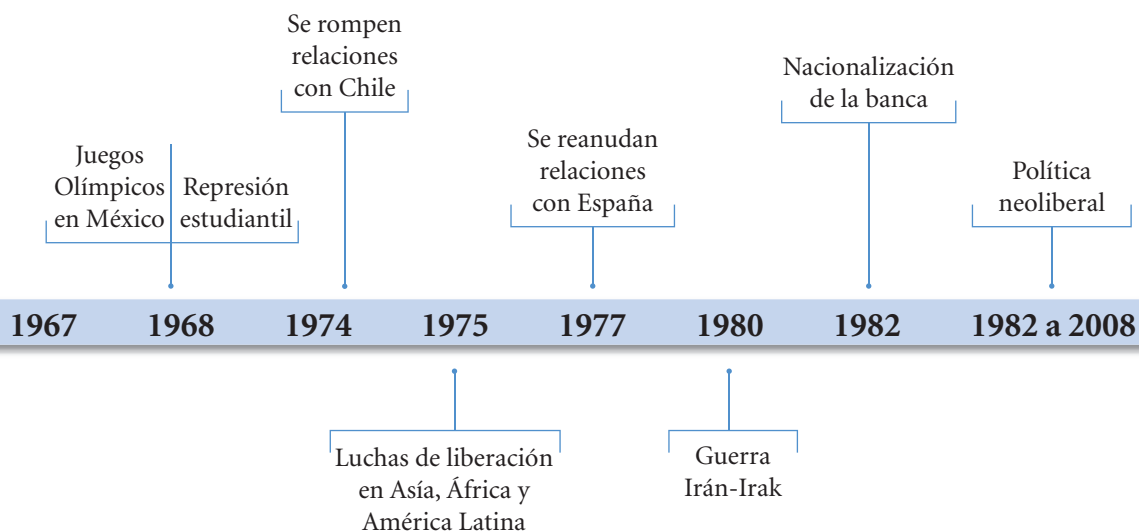 Se rompen
relaciones
con Chile
Nacionalización
de la banca
Juegos
Olímpicos
en México
Represión
estudiantil
Se reanudan
relaciones
con España
Política
neoliberal
1967 1968 1974 1975 1977 1980 1982 1982 a 2008
Luchas de liberación
en Asía, África y
América Latina
Guerra
Irán-Irak